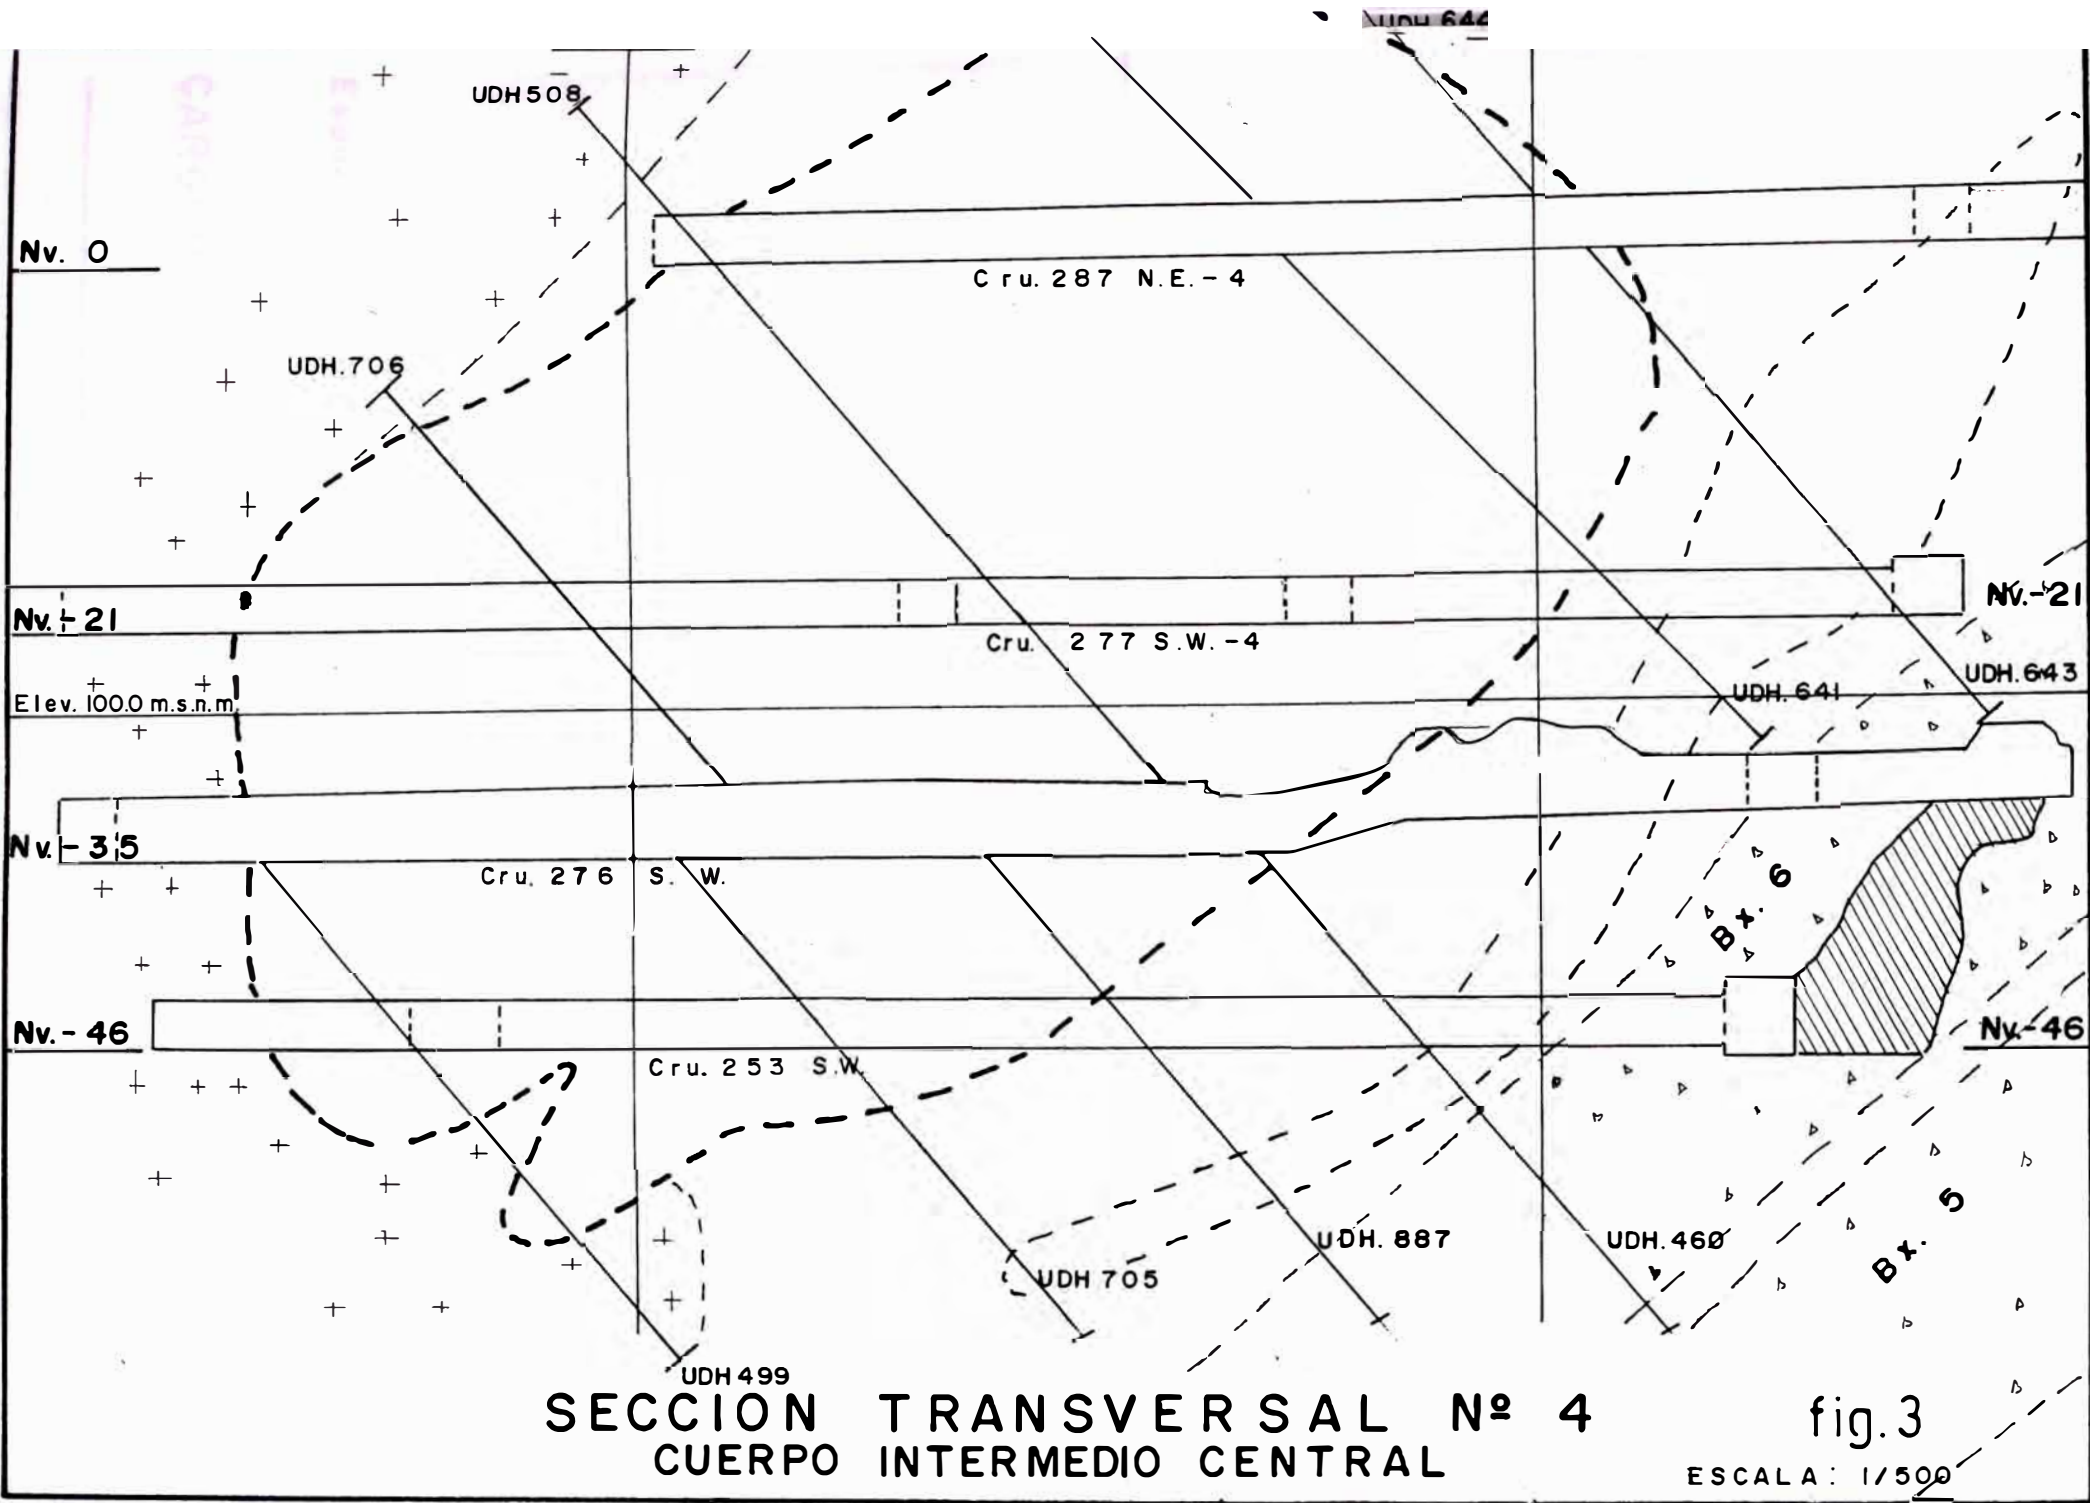 UDH 644
UDH 508
Nv. 0
Cru. 287 N.E.-4
UDH. 706
Nv.-21
Nv.-21
Cru. 277 S.W.-4
UDH. 643
UDH. 641
Elev. 100.0 m.s.n.m.
Nv.-35
Cru. 276 S.W.
Bx. 6
Nv.-46
Nv.-46
Cru. 253 S.W.
Bx. 5
UDH. 887
UDH. 460
UDH 705
UDH 499
SECCION TRANSVERSAL Nº 4
fig. 3
CUERPO INTERMEDIO CENTRAL
ESCALA: 1/500